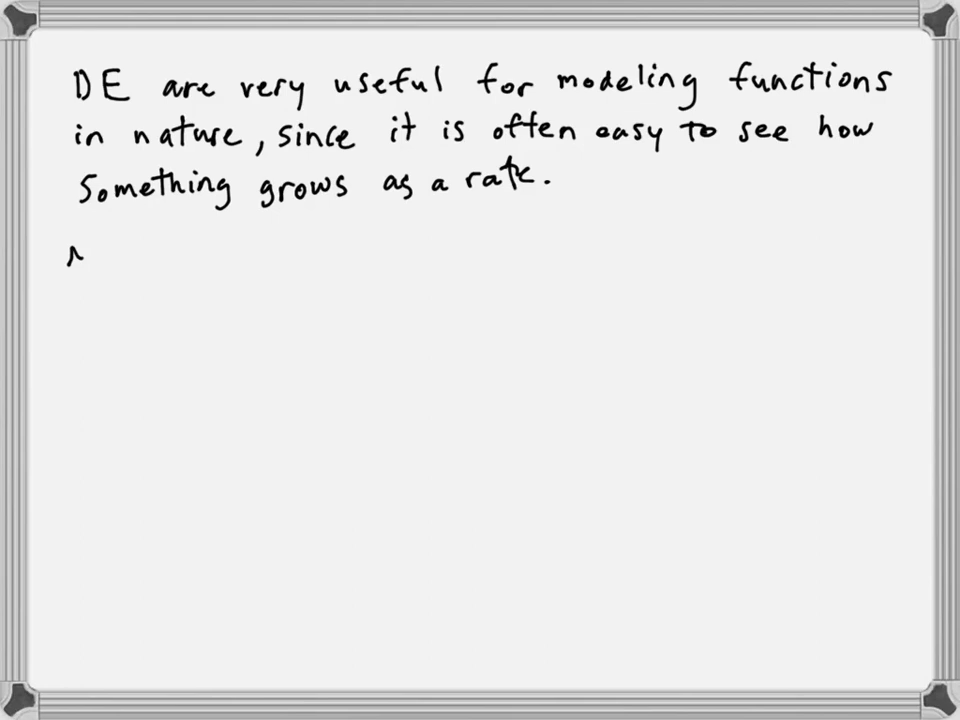 DE are very useful for modeling functions
in nature, since it is often easy to see how
something grows as a rate.